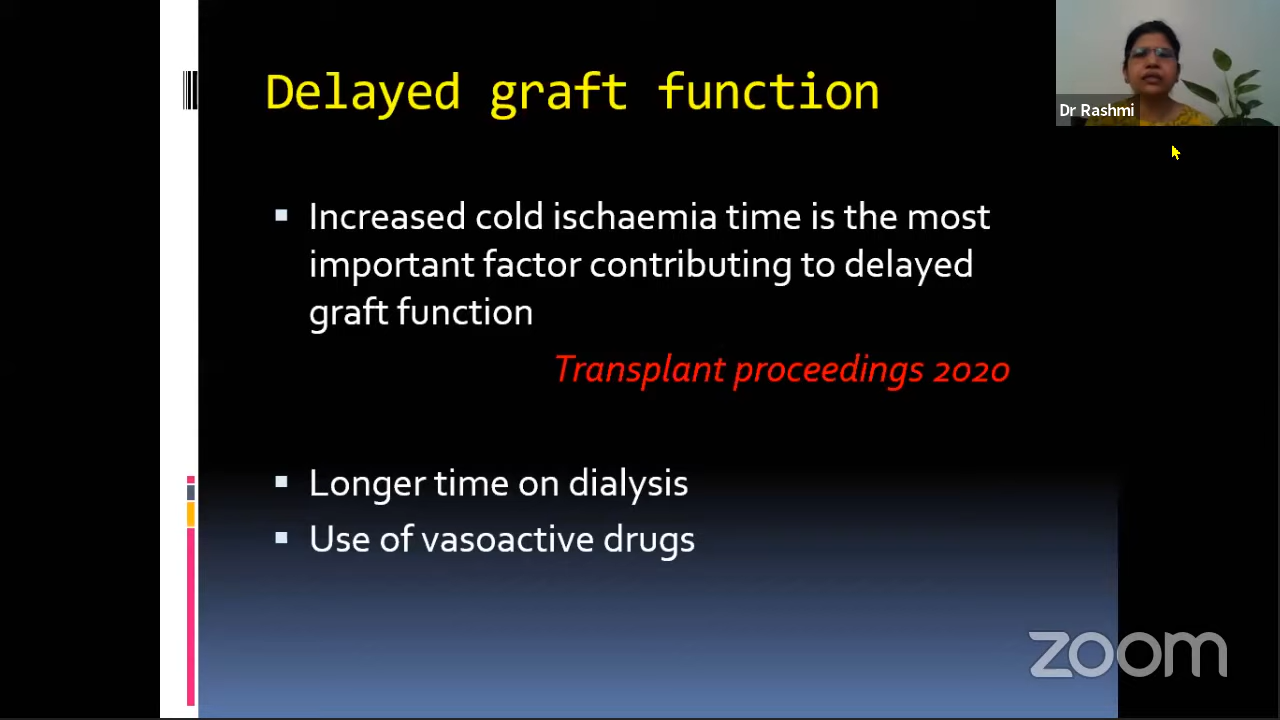 Delayed graft function
Dr Rashmi
Increased cold ischaemia time is the most
important factor contributing to delayed
graft function
Transplant proceedings 2020
Longer time on dialysis
Use of vasoactive drugs
zoom